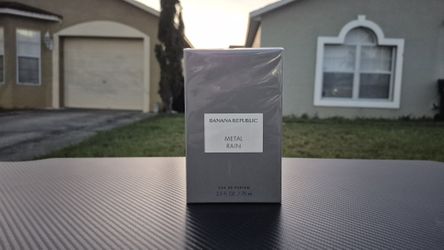 BANANA REPUBLIC
METAL
RAIN
EAU DE PARFUM
2.5 FL. OZ. / 75 ml